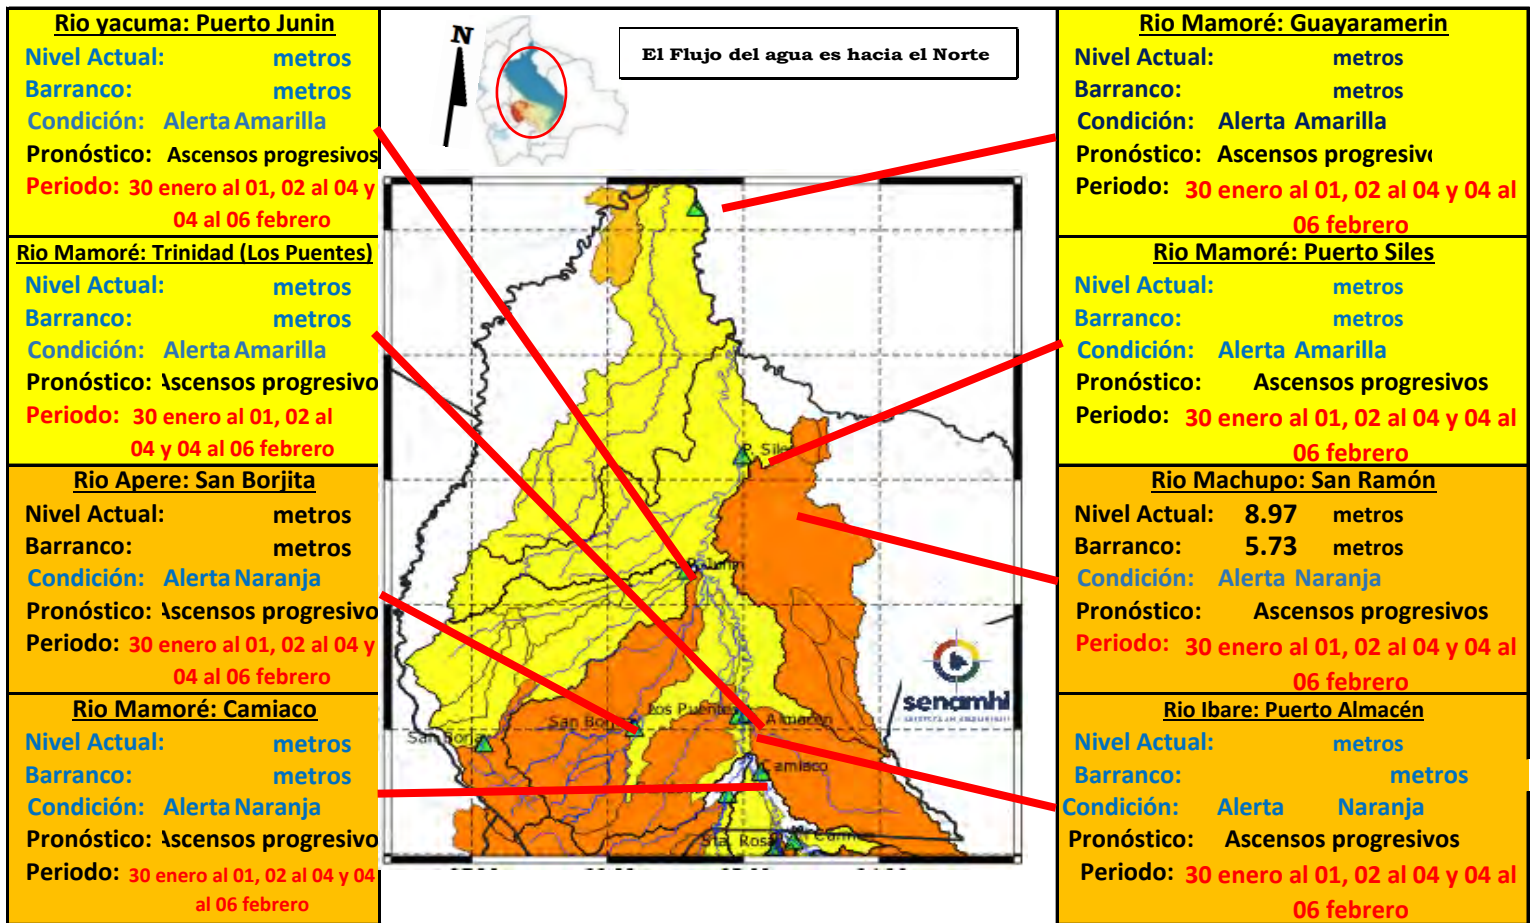 Rio yacuma: Puerto Junin
Nivel Actual: metros
Barranco: metros
Condición: Alerta Amarilla
Pronóstico: Ascensos progresivos
Periodo: 30 enero al 01, 02 al 04 y
04 al 06 febrero
Rio Mamoré: Trinidad (Los Puentes)
Nivel Actual: metros
Barranco: metros
Condición: Alerta Amarilla
Pronóstico: Ascensos progresivo
Periodo: 30 enero al 01, 02 al
04 y 04 al 06 febrero
Rio Apere: San Borjita
Nivel Actual: metros
Barranco: metros
Condición: Alerta Naranja
Pronóstico: Ascensos progresivo
Periodo: 30 enero al 01, 02 al 04 y
04 al 06 febrero
Rio Mamoré: Camiaco
Nivel Actual: metros
Barranco: metros
Condición: Alerta Naranja
Pronóstico: Ascensos progresivo
Periodo: 30 enero al 01, 02 al 04 y 04
al 06 febrero
N
El Flujo del agua es hacia el Norte
P. Siles
P. Junin
Los Puentes
San Borjita
Almacén
San Borja
Camiaco
Sta. Rosa
senamhi
Rio Mamoré: Guayaramerin
Nivel Actual: metros
Barranco: metros
Condición: Alerta Amarilla
Pronóstico: Ascensos progresiv
Periodo: 30 enero al 01, 02 al 04 y 04 al
06 febrero
Rio Mamoré: Puerto Siles
Nivel Actual: metros
Barranco: metros
Condición: Alerta Amarilla
Pronóstico: Ascensos progresivos
Periodo: 30 enero al 01, 02 al 04 y 04 al
06 febrero
Rio Machupo: San Ramón
Nivel Actual: 8.97 metros
Barranco: 5.73 metros
Condición: Alerta Naranja
Pronóstico: Ascensos progresivos
Periodo: 30 enero al 01, 02 al 04 y 04 al
06 febrero
Rio Ibare: Puerto Almacén
Nivel Actual: metros
Barranco: metros
Condición: Alerta Naranja
Pronóstico: Ascensos progresivos
Periodo: 30 enero al 01, 02 al 04 y 04 al
06 febrero